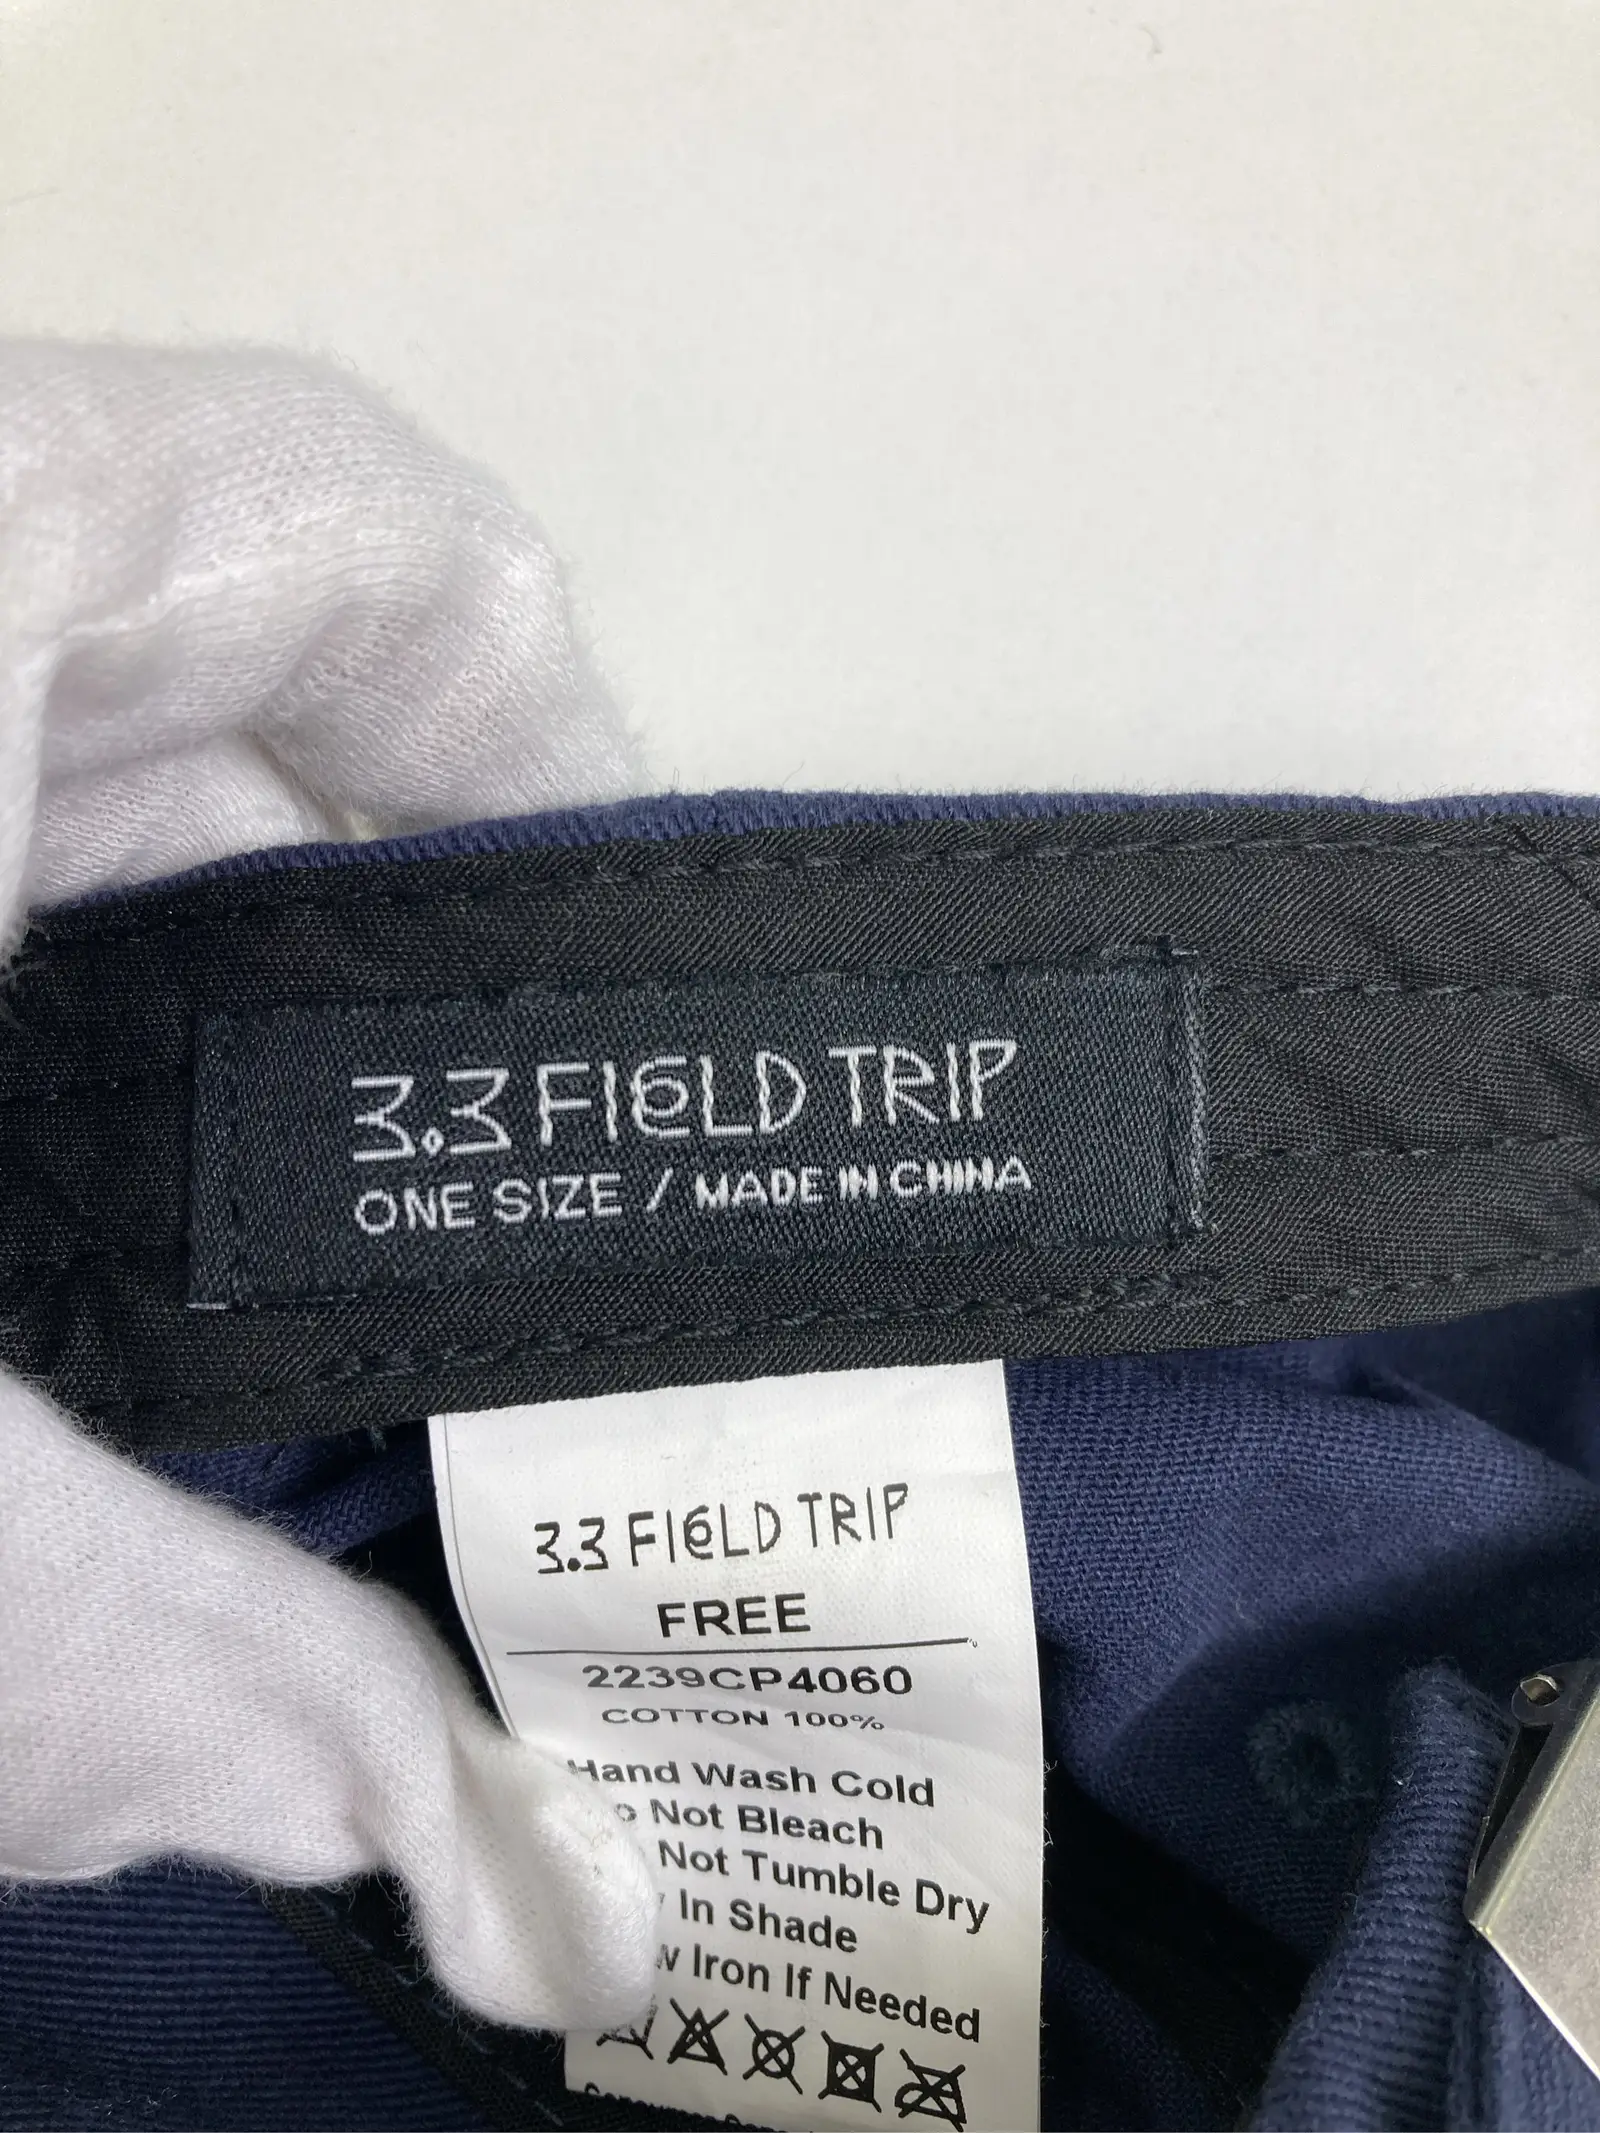 3.3 FIELD TRIP
ONE SIZE / MADE IN CHINA
3.3 FIELD TRIP
FREE
2239CP4060
COTTON 100%
Hand Wash Cold
Not Bleach
Not Tumble Dry
In Shade
Iron If Needed